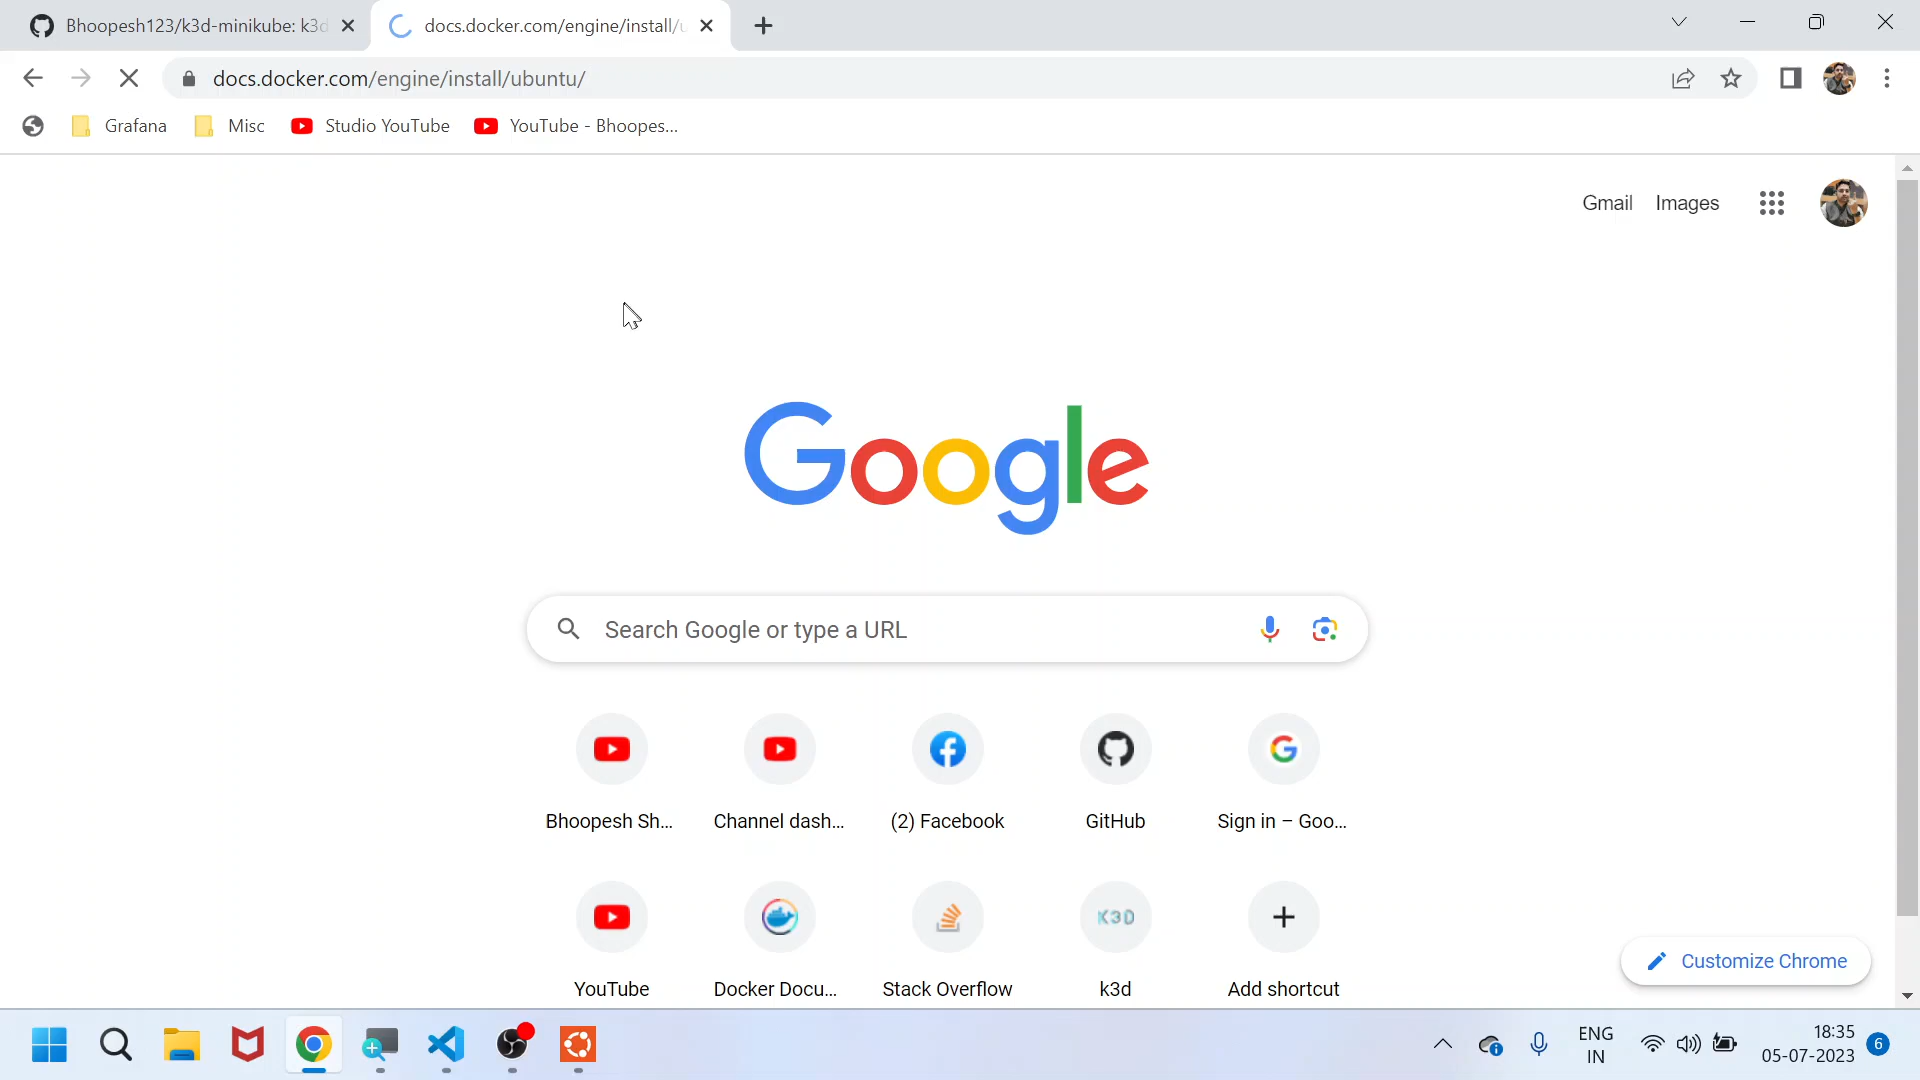 Bhoopesh123/k3d-minikube: k3d
docs.docker.com/engine/install/u
docs.docker.com/engine/install/ubuntu/
Grafana
Misc
Studio YouTube
YouTube - Bhoopes...
Gmail
Images
Google
Search Google or type a URL
Bhoopesh Sh...
Channel dash...
(2) Facebook
GitHub
Sign in – Goo...
K3D
YouTube
Docker Docu...
Stack Overflow
k3d
Add shortcut
Customize Chrome
ENG
IN
18:35
05-07-2023
6